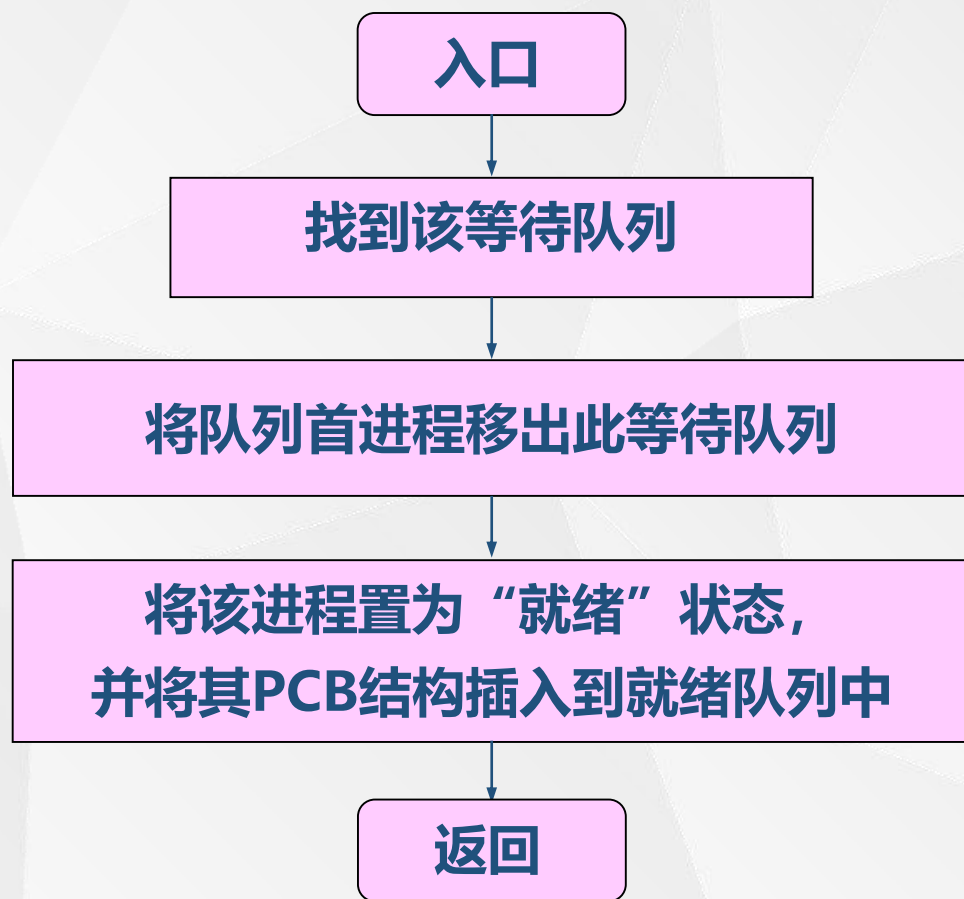 入口
找到该等待队列
将队列首进程移出此等待队列
将该进程置为“就绪”状态，
并将其PCB结构插入到就绪队列中
返回